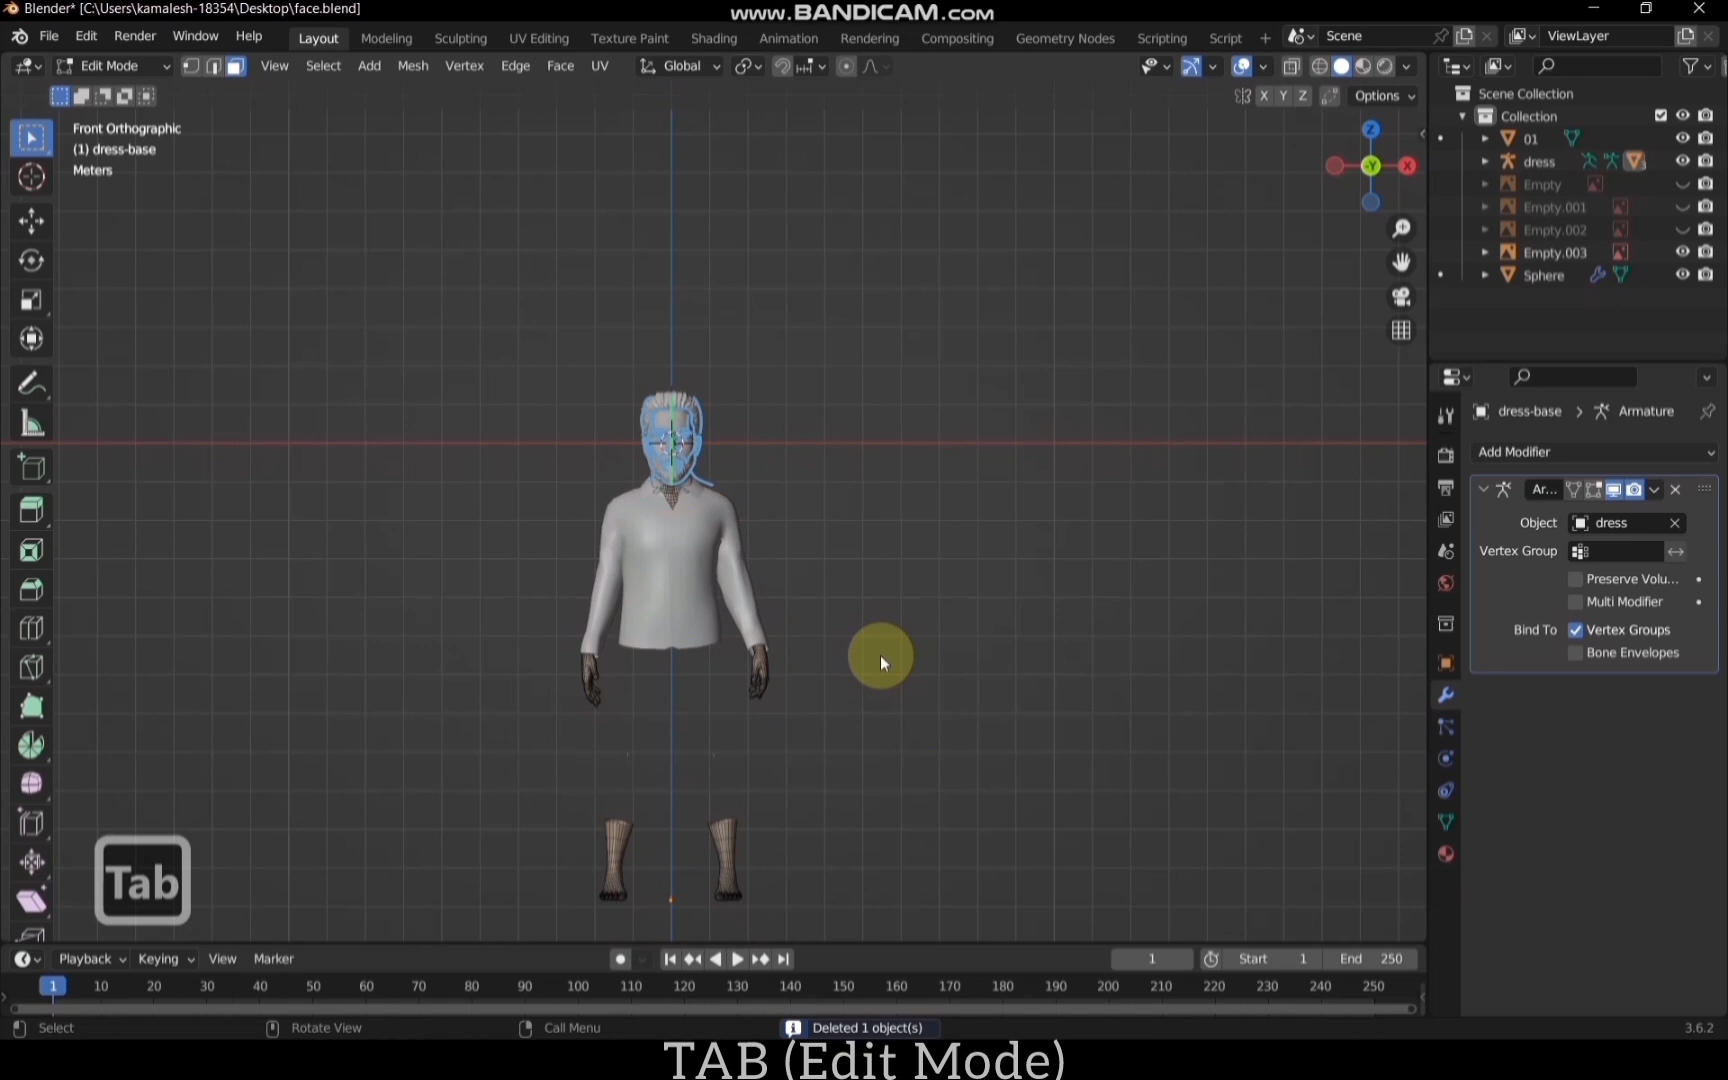 Blender* [C:\Users\kamalesh-18354\Desktop\face.blend]
www.BANDICAM.com
File Edit Render Window Help
Layout Modeling Sculpting UV Editing Texture Paint Shading Animation Rendering Compositing Geometry Nodes Scripting Script +
Scene
ViewLayer
Edit Mode
View Select Add Mesh Vertex Edge Face UV
Global
X Y Z
Options
Front Orthographic
(1) dress-base
Meters
Z
Y
X
Scene Collection
Collection
01
dress
Empty
Empty.001
Empty.002
Empty.003
Sphere
dress-base > Armature
Add Modifier
Ar...
Object dress
Vertex Group
Preserve Volu...
Multi Modifier
Bind To Vertex Groups
Bone Envelopes
Tab
Playback Keying View Marker
1
Start 1
End 250
1 10 20 30 40 50 60 70 80 90 100 110 120 130 140 150 160 170 180 190 200 210 220 230 240 250
Select
Rotate View
Call Menu
Deleted 1 object(s)
3.6.2
TAB (Edit Mode)